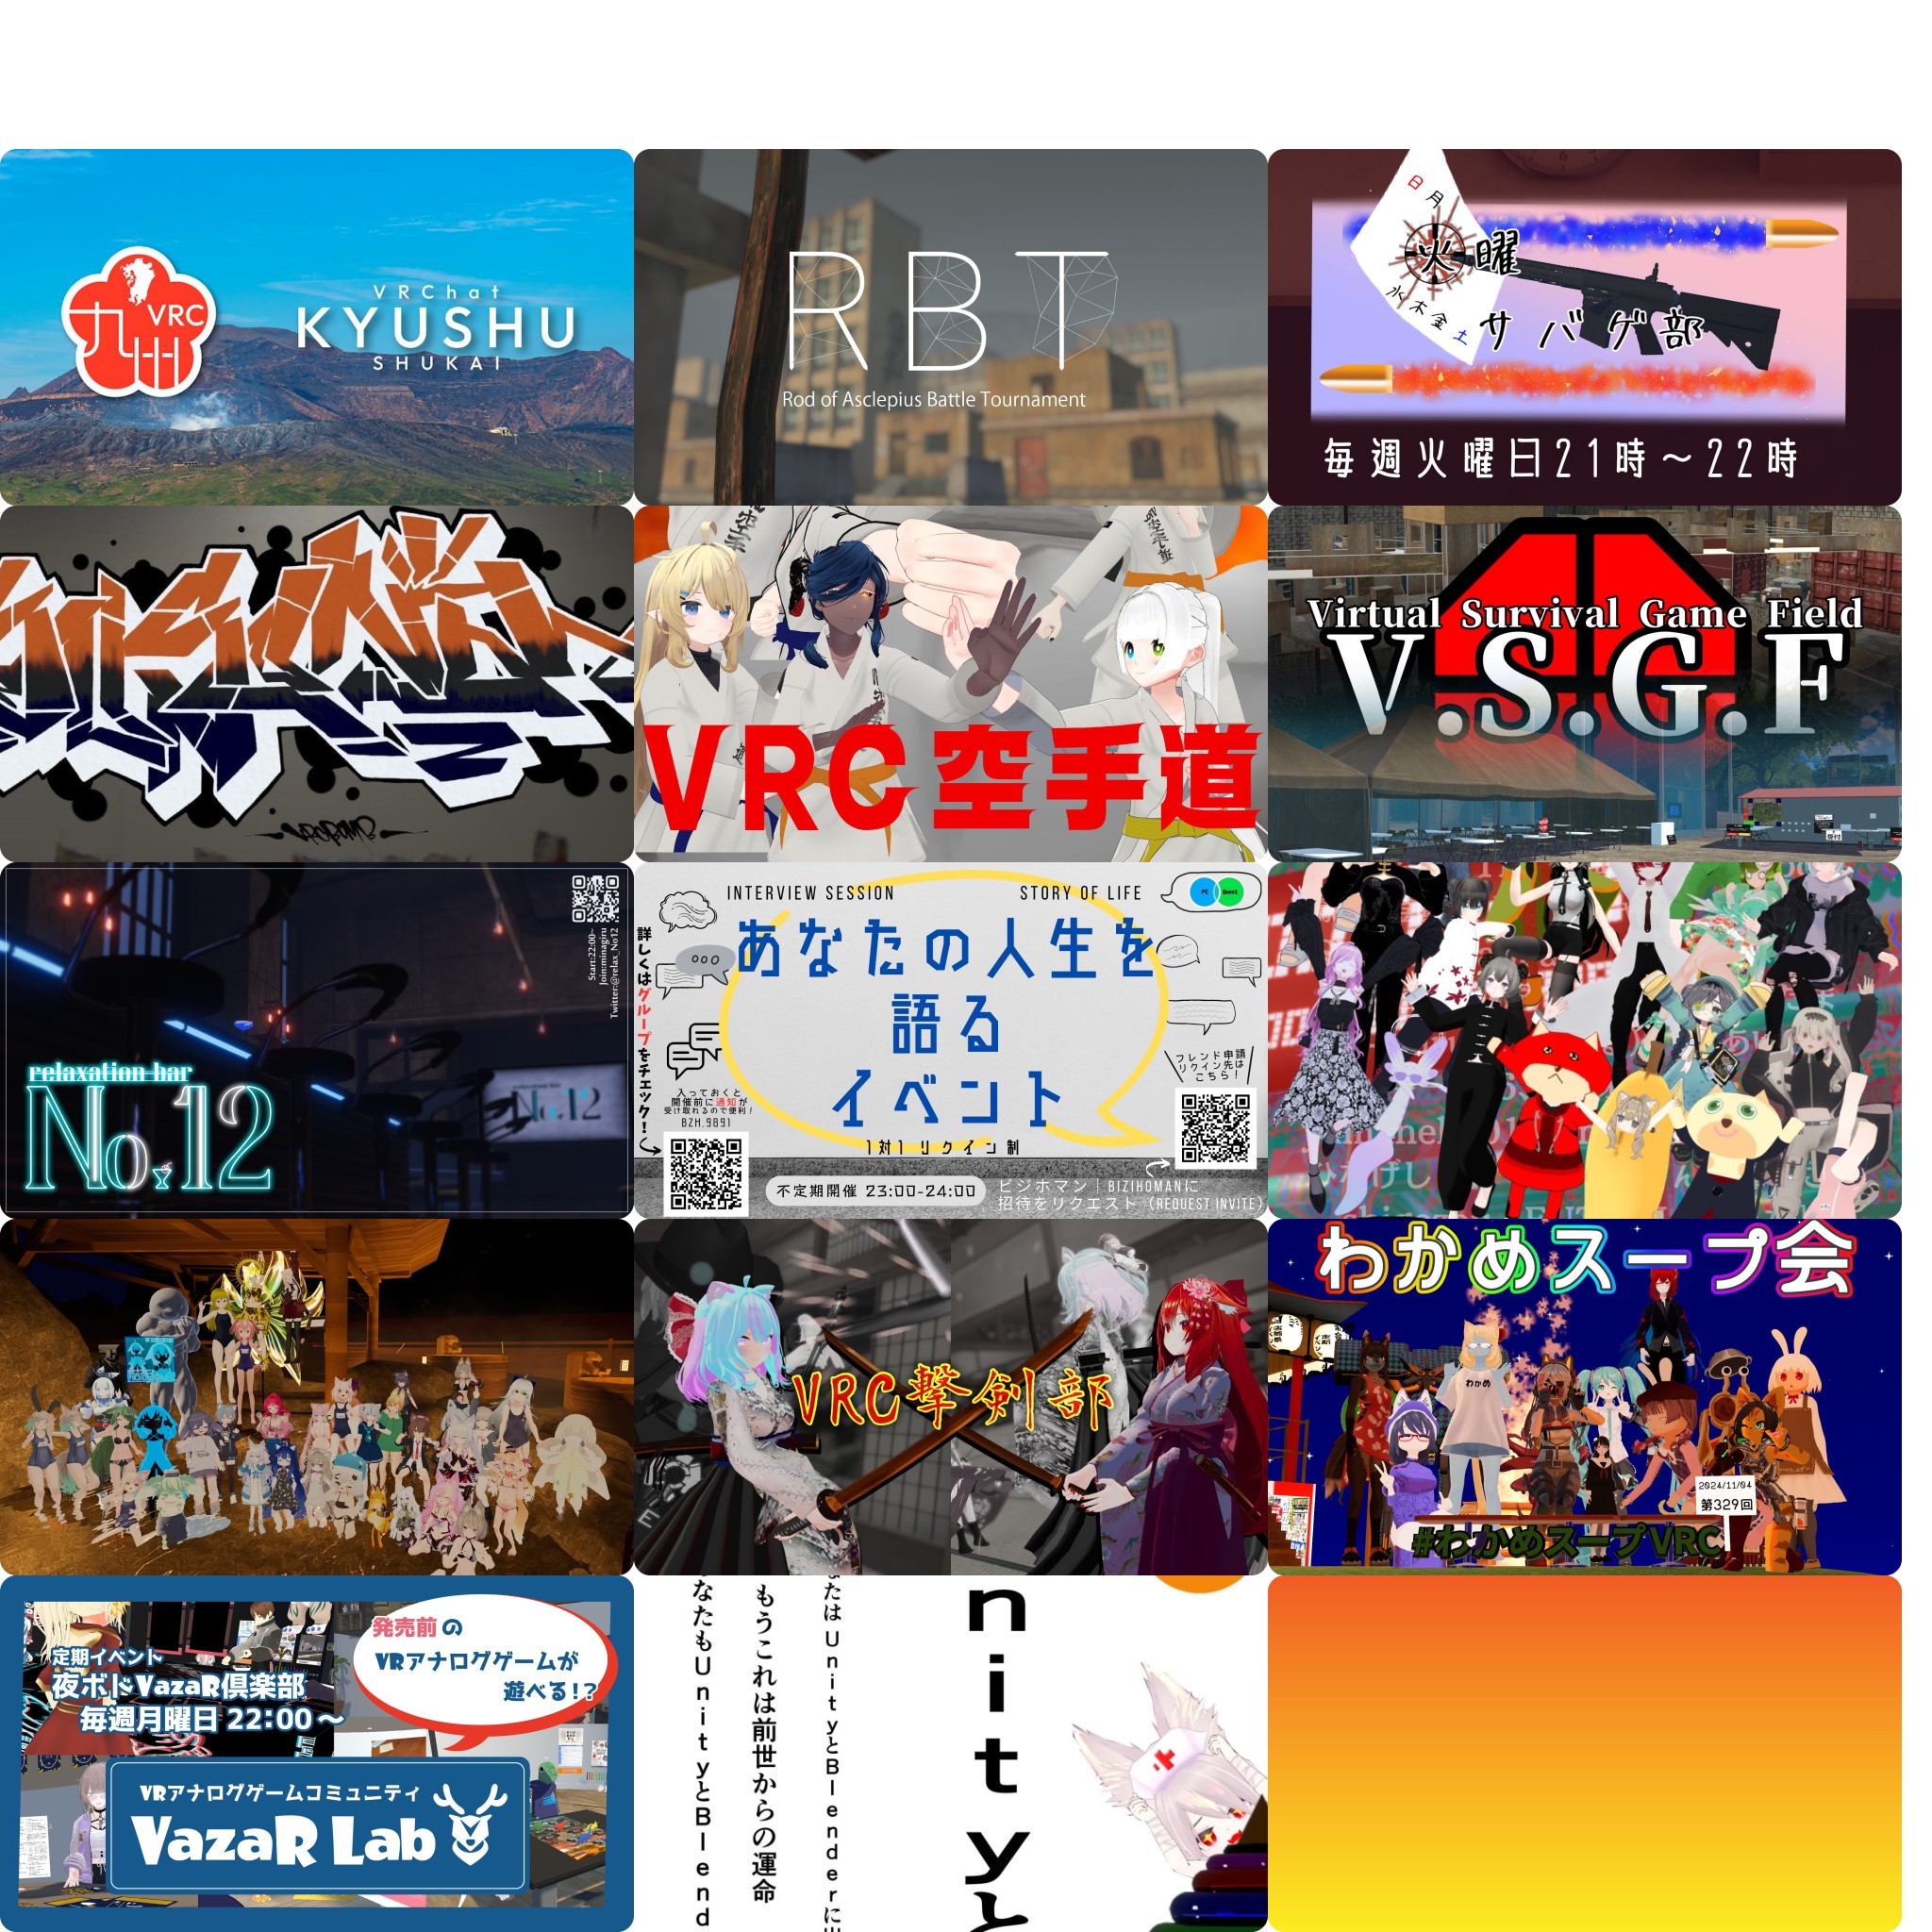 九州
VRC
VRChat
KYUSHU
SHUKAI
RBT
Rod of Asclepius Battle Tournament
日
月
火曜
水木金土
サバゲ部
毎週火曜日21時～22時
VRC空手道
Virtual Survival Game Field
V.S.G.F
受付
Start:22:00~
Join:minagiru
Twitter:@relax_No12
relaxation bar
No.12
No.12
INTERVIEW SESSION
STORY OF LIFE
PC
Quest
あなたの人生を
語る
イベント
1対1 リクイン制
詳しくはグループをチェック!
入っておくと
開催前に通知が
受け取れるので便利!
BZH.9891
フレンド申請
リクイン先は
こちら!
不定期開催 23:00-24:00
ビジホマン | BIZIHOMANに
招待をリクエスト (REQUEST INVITE)
VRC撃剣部
わかめスープ会
わかめ
2024/11/04
第329回
#わかめスープVRC
定期イベント
夜ボドVazaR倶楽部
毎週月曜日 22:00～
発売前の
VRアナログゲームが
遊べる!?
VRアナログゲームコミュニティ
VazaR Lab
nityと
たはUnityとBlenderに
もうこれは前世からの運命
なたもUnityとBlend